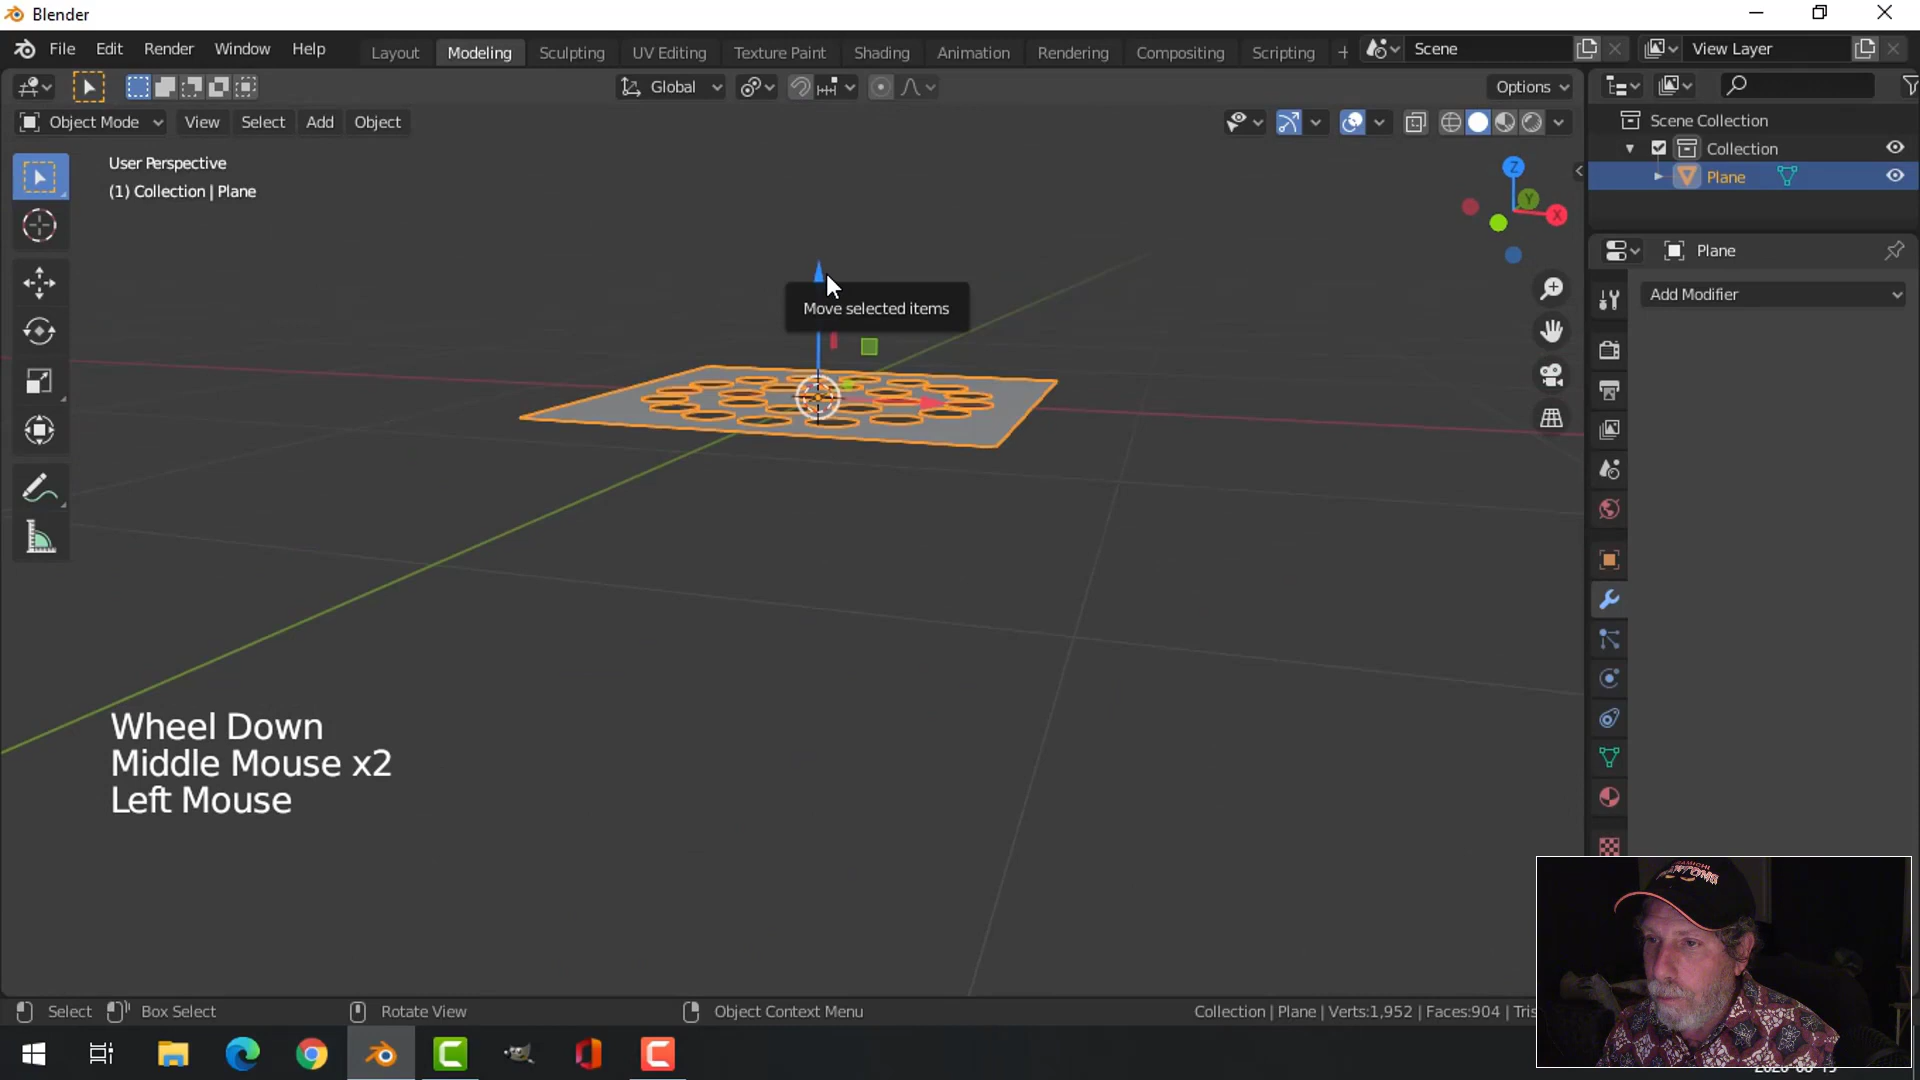 Blender
File Edit Render Window Help
Layout Modeling Sculpting UV Editing Texture Paint Shading Animation Rendering Compositing Scripting
Scene
View Layer
Global
Options
Object Mode View Select Add Object
User Perspective
(1) Collection | Plane
Scene Collection
Collection
Plane
Z
Y
X
Plane
Add Modifier
Move selected items
Wheel Down
Middle Mouse x2
Left Mouse
Select Box Select Rotate View Object Context Menu
Collection | Plane | Verts:1,952 | Faces:904 | Tris